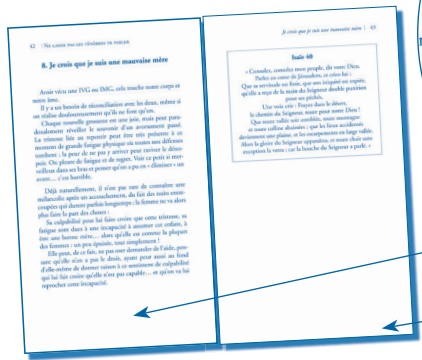 42 | Ne laisse pas les ténèbres te parler
8. Je crois que je suis une mauvaise mère
Avoir vécu une IVG ou IMG, cela touche notre corps et
notre âme.
Il y a un besoin de réconciliation avec les deux, même si
on réalise douloureusement qu'ils ne font qu'un.
Chaque nouvelle grossesse est une joie, mais peut para-
doxalement réveiller le souvenir d'un avortement passé.
La tristesse liée au repentir peut être très présente à ce
moment de grande fatigue physique où toutes nos défenses
tombent : la peur de ne pas y arriver peut raviver le déses-
poir. On pleure de fatigue et de regret. Voir ce petit si mer-
veilleux dans ses bras et penser qu'on a pu en « éliminer » un
avant… c'est horrible.
Déjà naturellement, il n'est pas rare de connaître une
mélancolie après un accouchement, du fait des nuits entre-
coupées qui durent parfois longtemps ; la femme ne va alors
plus faire la part des choses :
Sa culpabilité peut lui faire croire que cette tristesse, sa
fatigue sont dues à une incapacité à assumer cet enfant, à
être une bonne mère… alors qu'elle est comme la plupart
des femmes : un peu épuisée, tout simplement !
Elle peut, de ce fait, ne pas oser demander de l'aide, pen-
sant qu'elle n'en a pas le droit, ayant peur aussi au fond
d'elle-même de donner raison à ce sentiment de culpabilité
qui lui fait croire qu'elle n'est pas capable… et qu'on va lui
reprocher cette incapacité.
Je crois que je suis une mauvaise mère | 43
Isaïe 40
« Consolez, consolez mon peuple, dit votre Dieu.
Parlez au cœur de Jérusalem, et criez-lui :
Que sa servitude est finie, que son iniquité est expiée,
qu'elle a reçu de la main du Seigneur double punition
pour ses péchés.
Une voix crie : Frayez dans le désert,
le chemin du Seigneur, route pour notre Dieu !
Que toute vallée soit comblée, toute montagne
et toute colline abaissées ; que les lieux accidentés
deviennent une plaine, et les escarpements en large vallée.
Alors la gloire du Seigneur apparaîtra, et toute chair sans
exception la verra ; car la bouche du Seigneur a parlé. »